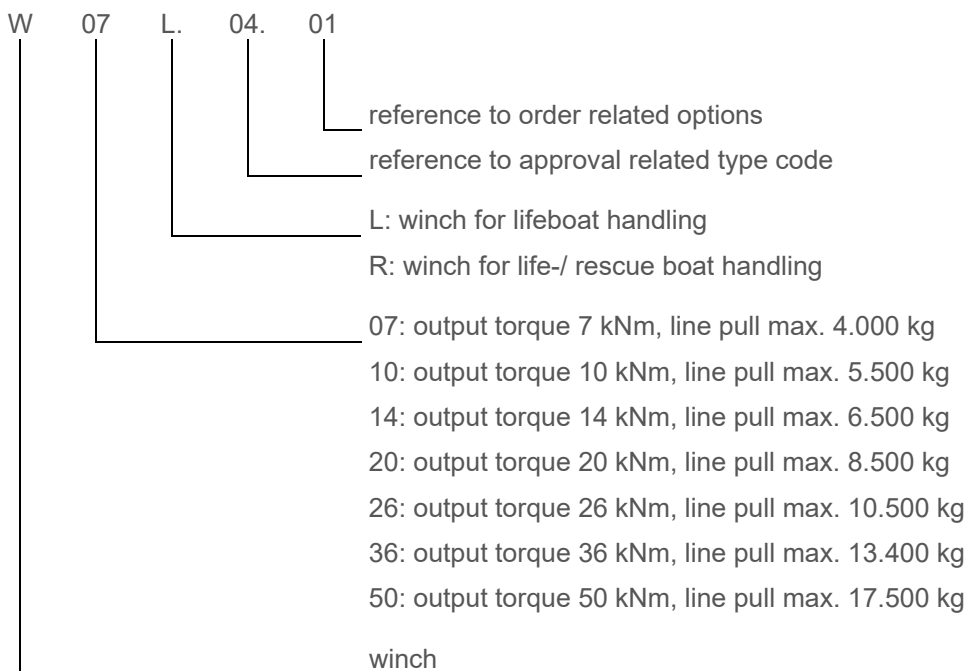 W 07 L. 04. 01
reference to order related options
reference to approval related type code
L: winch for lifeboat handling
R: winch for life-/ rescue boat handling
07: output torque 7 kNm, line pull max. 4.000 kg
10: output torque 10 kNm, line pull max. 5.500 kg
14: output torque 14 kNm, line pull max. 6.500 kg
20: output torque 20 kNm, line pull max. 8.500 kg
26: output torque 26 kNm, line pull max. 10.500 kg
36: output torque 36 kNm, line pull max. 13.400 kg
50: output torque 50 kNm, line pull max. 17.500 kg
winch